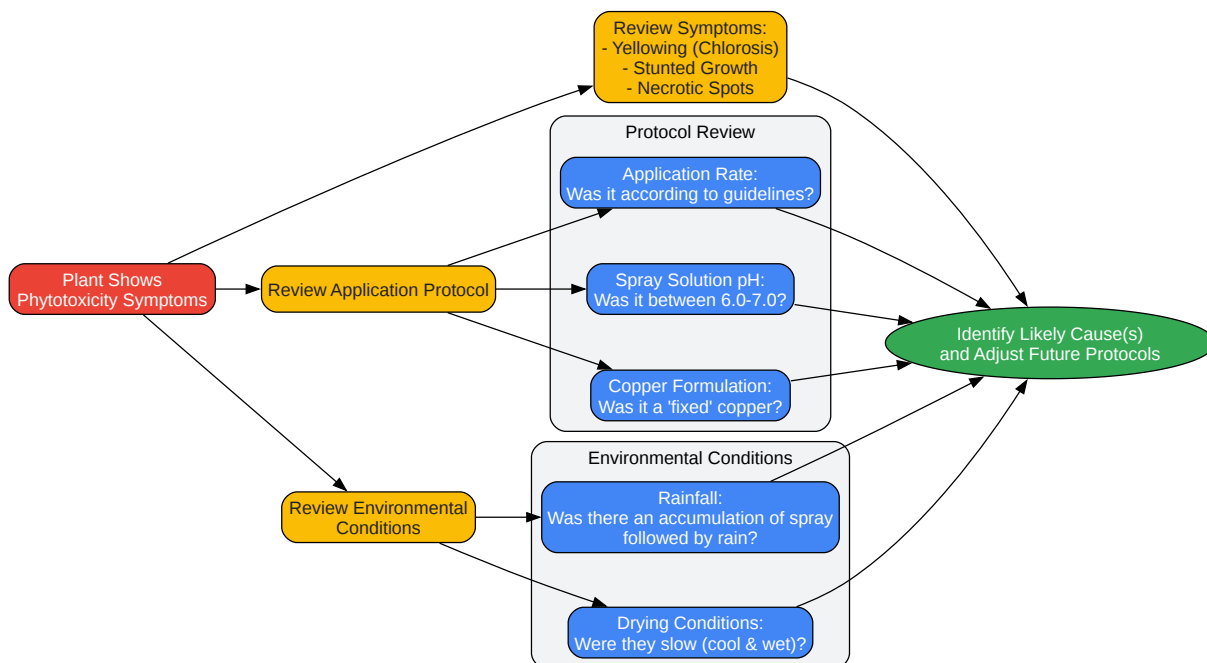 Review Symptoms:
- Yellowing (Chlorosis)
- Stunted Growth
- Necrotic Spots
Protocol Review
Application Rate:
Was it according to guidelines?
Plant Shows
Phytotoxicity Symptoms
Review Application Protocol
Spray Solution pH:
Was it between 6.0-7.0?
Identify Likely Cause(s)
and Adjust Future Protocols
Copper Formulation:
Was it a 'fixed' copper?
Environmental Conditions
Review Environmental
Conditions
Rainfall:
Was there an accumulation of spray
followed by rain?
Drying Conditions:
Were they slow (cool & wet)?